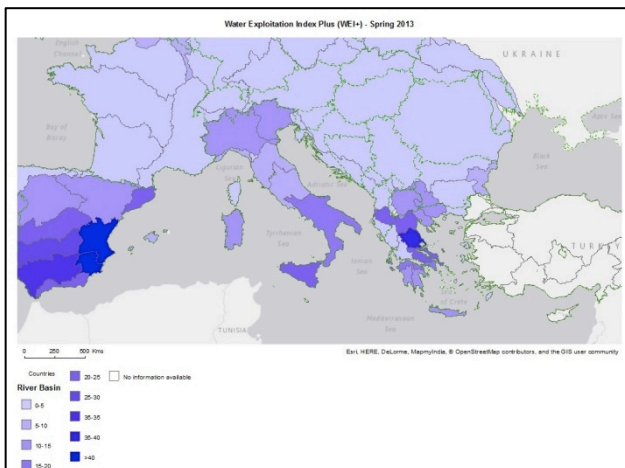 Water Exploitation Index Plus (WEI+) - Spring 2013
English
Channel
UKRAINE
Bay of
Biscay
Azov Sea
Black
Sea
Ligurian
Sea
Adriatic Sea
Tyrrhenian
Sea
Ionian
Sea
TURKEY
Sea
of Crete
Mediterranean
Sea
TUNISIA
0 250 500 Kms
Esri, HERE, DeLorme, MapmyIndia, © OpenStreetMap contributors, and the GIS user community
Countries
River Basin
0-5
5-10
10-15
15-20
20-25
25-30
35-35
35-40
>40
No information available